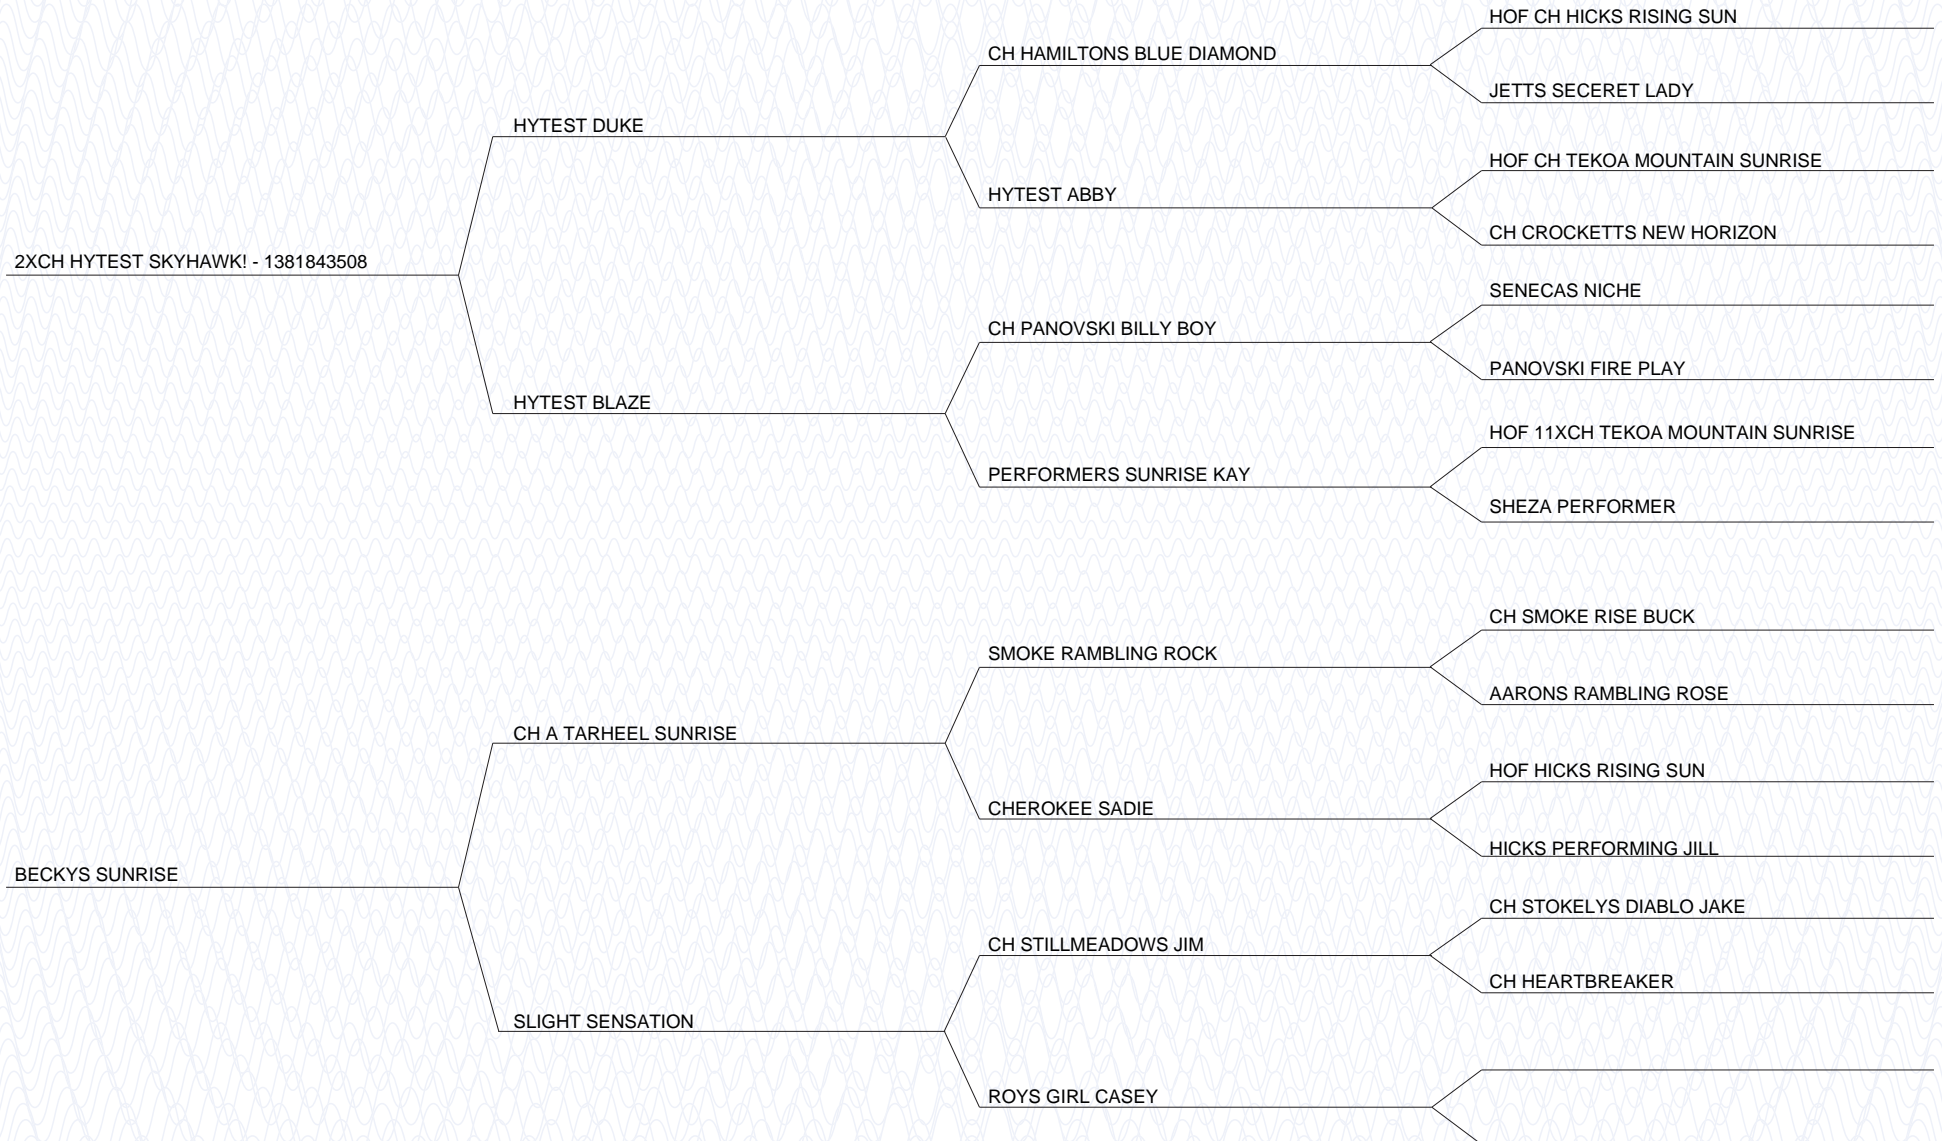 HOF CH HICKS RISING SUN
CH HAMILTONS BLUE DIAMOND
JETTS SECERET LADY
HYTEST DUKE
HOF CH TEKOA MOUNTAIN SUNRISE
HYTEST ABBY
CH CROCKETTS NEW HORIZON
2XCH HYTEST SKYHAWK! - 1381843508
SENECAS NICHE
CH PANOVSKI BILLY BOY
PANOVSKI FIRE PLAY
HYTEST BLAZE
HOF 11XCH TEKOA MOUNTAIN SUNRISE
PERFORMERS SUNRISE KAY
SHEZA PERFORMER
CH SMOKE RISE BUCK
SMOKE RAMBLING ROCK
AARONS RAMBLING ROSE
CH A TARHEEL SUNRISE
HOF HICKS RISING SUN
CHEROKEE SADIE
HICKS PERFORMING JILL
BECKYS SUNRISE
CH STOKELYS DIABLO JAKE
CH STILLMEADOWS JIM
CH HEARTBREAKER
SLIGHT SENSATION
ROYS GIRL CASEY